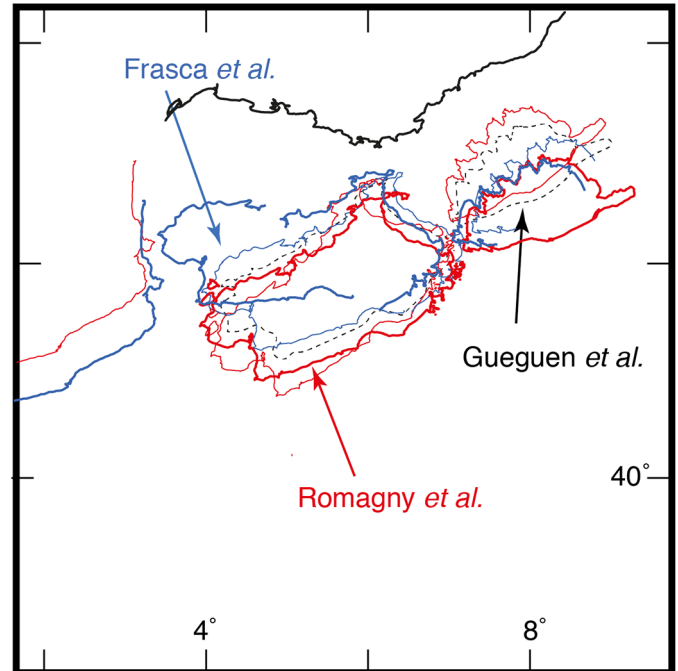 Frasca et al.
Gueguen et al.
40°
Romagny et al.
4°
8°